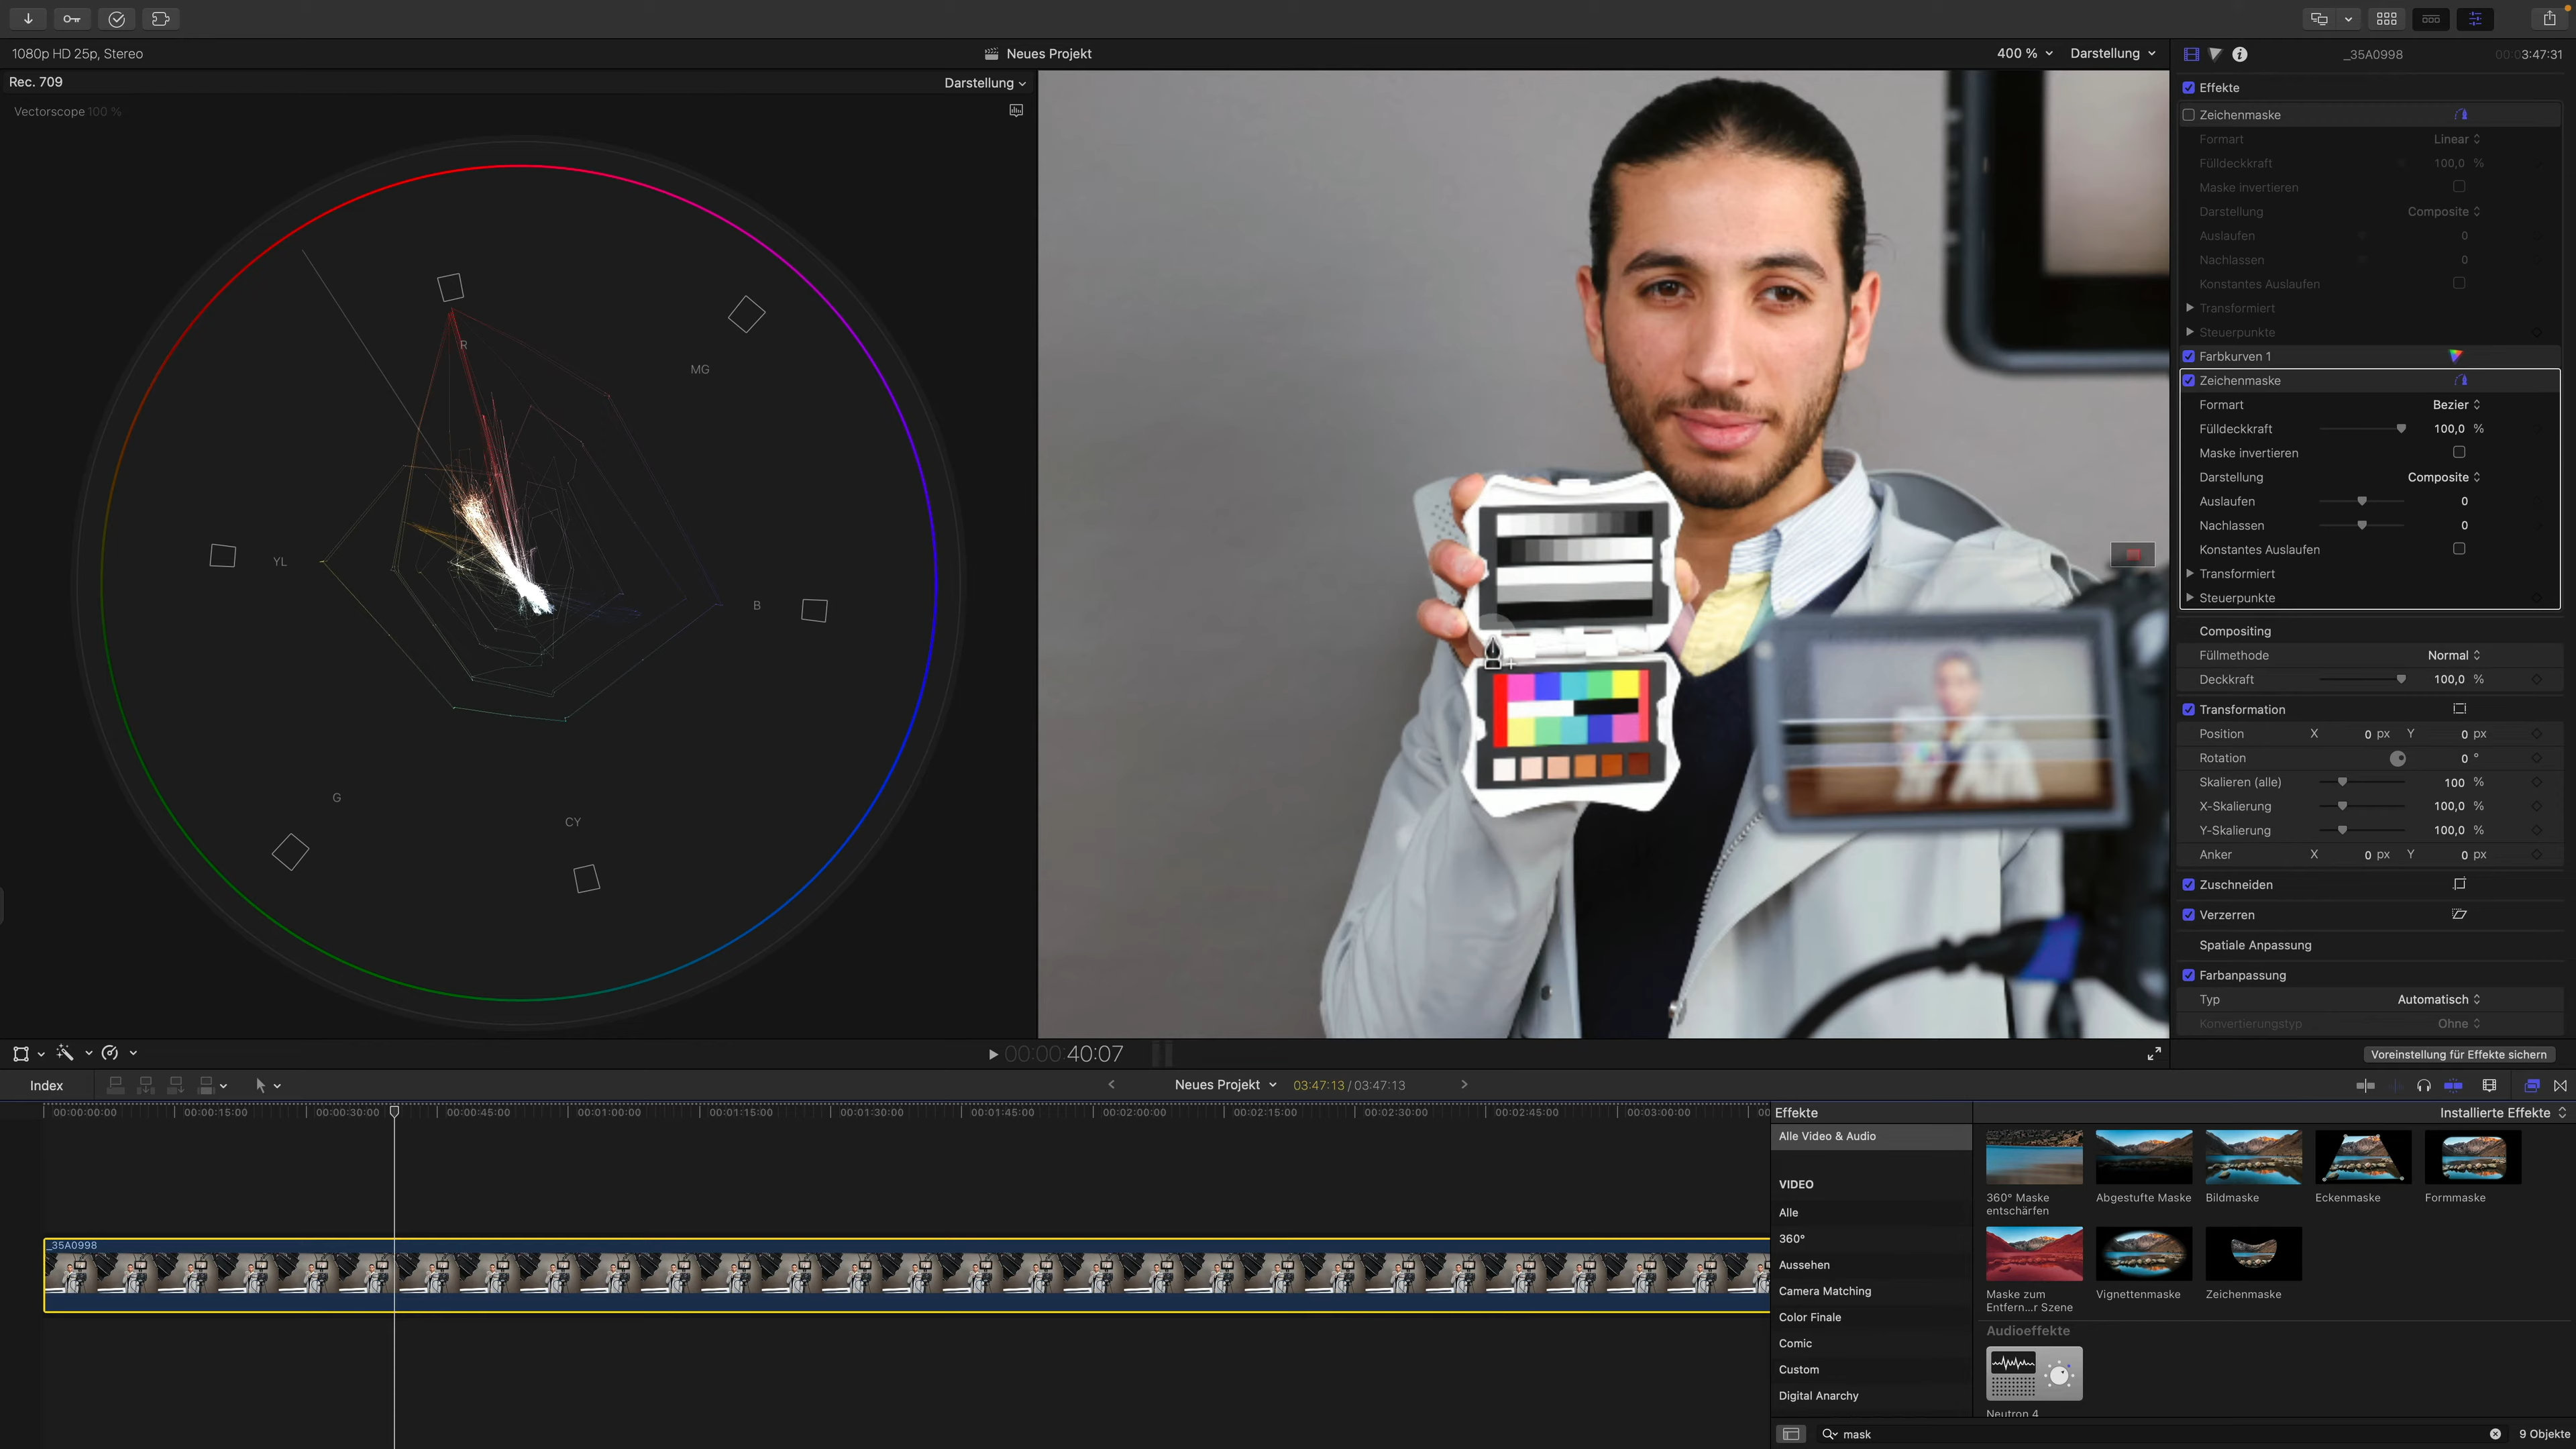 1080p HD 25p, Stereo
Neues Projekt
400 %
Darstellung
_35A0998
00:03:47:31
Rec. 709
Darstellung
Vectorscope 100 %
R
MG
YL
B
G
CY
Effekte
Zeichenmaske
Formart
Linear
Fülldeckkraft
100,0 %
Maske invertieren
Darstellung
Composite
Auslaufen
0
Nachlassen
0
Konstantes Auslaufen
Transformiert
Steuerpunkte
Farbkurven 1
Zeichenmaske
Formart
Bezier
Fülldeckkraft
100,0 %
Maske invertieren
Darstellung
Composite
Auslaufen
0
Nachlassen
0
Konstantes Auslaufen
Transformiert
Steuerpunkte
Compositing
Füllmethode
Normal
Deckkraft
100,0 %
Transformation
Position X 0 px Y 0 px
Rotation 0 °
Skalieren (alle) 100 %
X-Skalierung 100,0 %
Y-Skalierung 100,0 %
Anker X 0 px Y 0 px
Zuschneiden
Verzerren
Spatiale Anpassung
Farbanpassung
Typ Automatisch
Konvertierungstyp Ohne
Voreinstellung für Effekte sichern
00:00:40:07
Index
Neues Projekt
03:47:13 / 03:47:13
00:00:00:00
00:00:15:00
00:00:30:00
00:00:45:00
00:01:00:00
00:01:15:00
00:01:30:00
00:01:45:00
00:02:00:00
00:02:15:00
00:02:30:00
00:02:45:00
00:03:00:00
00
_35A0998
Effekte
Installierte Effekte
Alle Video & Audio
VIDEO
Alle
360°
Aussehen
Camera Matching
Color Finale
Comic
Custom
Digital Anarchy
360° Maske
entschärfen
Abgestufte Maske
Bildmaske
Eckenmaske
Formmaske
Maske zum
Entfern...r Szene
Vignettenmaske
Zeichenmaske
Audioeffekte
Neutron 4
mask
9 Objekte